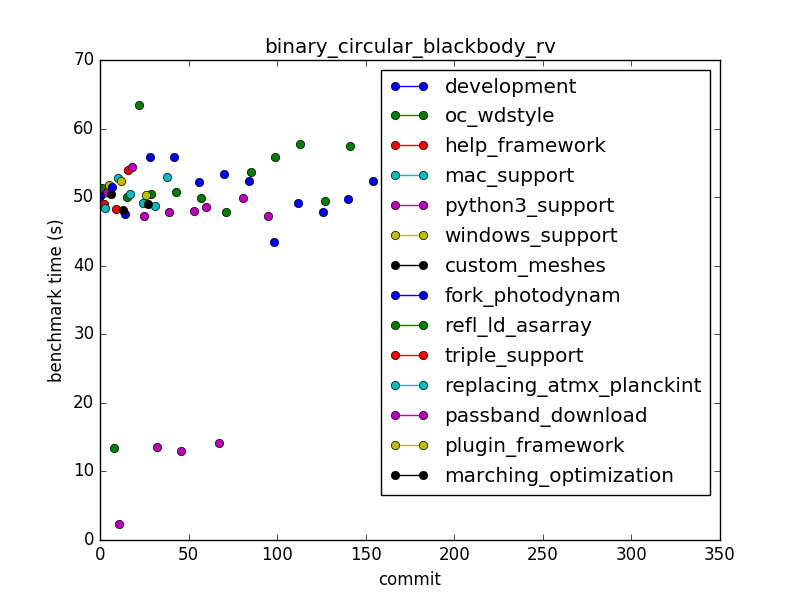 binary_circular_blackbody_rv
70
60
50
40
30
20
10
0
benchmark time (s)
development
oc_wdstyle
help_framework
mac_support
python3_support
windows_support
custom_meshes
fork_photodynam
refl_ld_asarray
triple_support
replacing_atmx_planckint
passband_download
plugin_framework
marching_optimization
0 50 100 150 200 250 300 350
commit